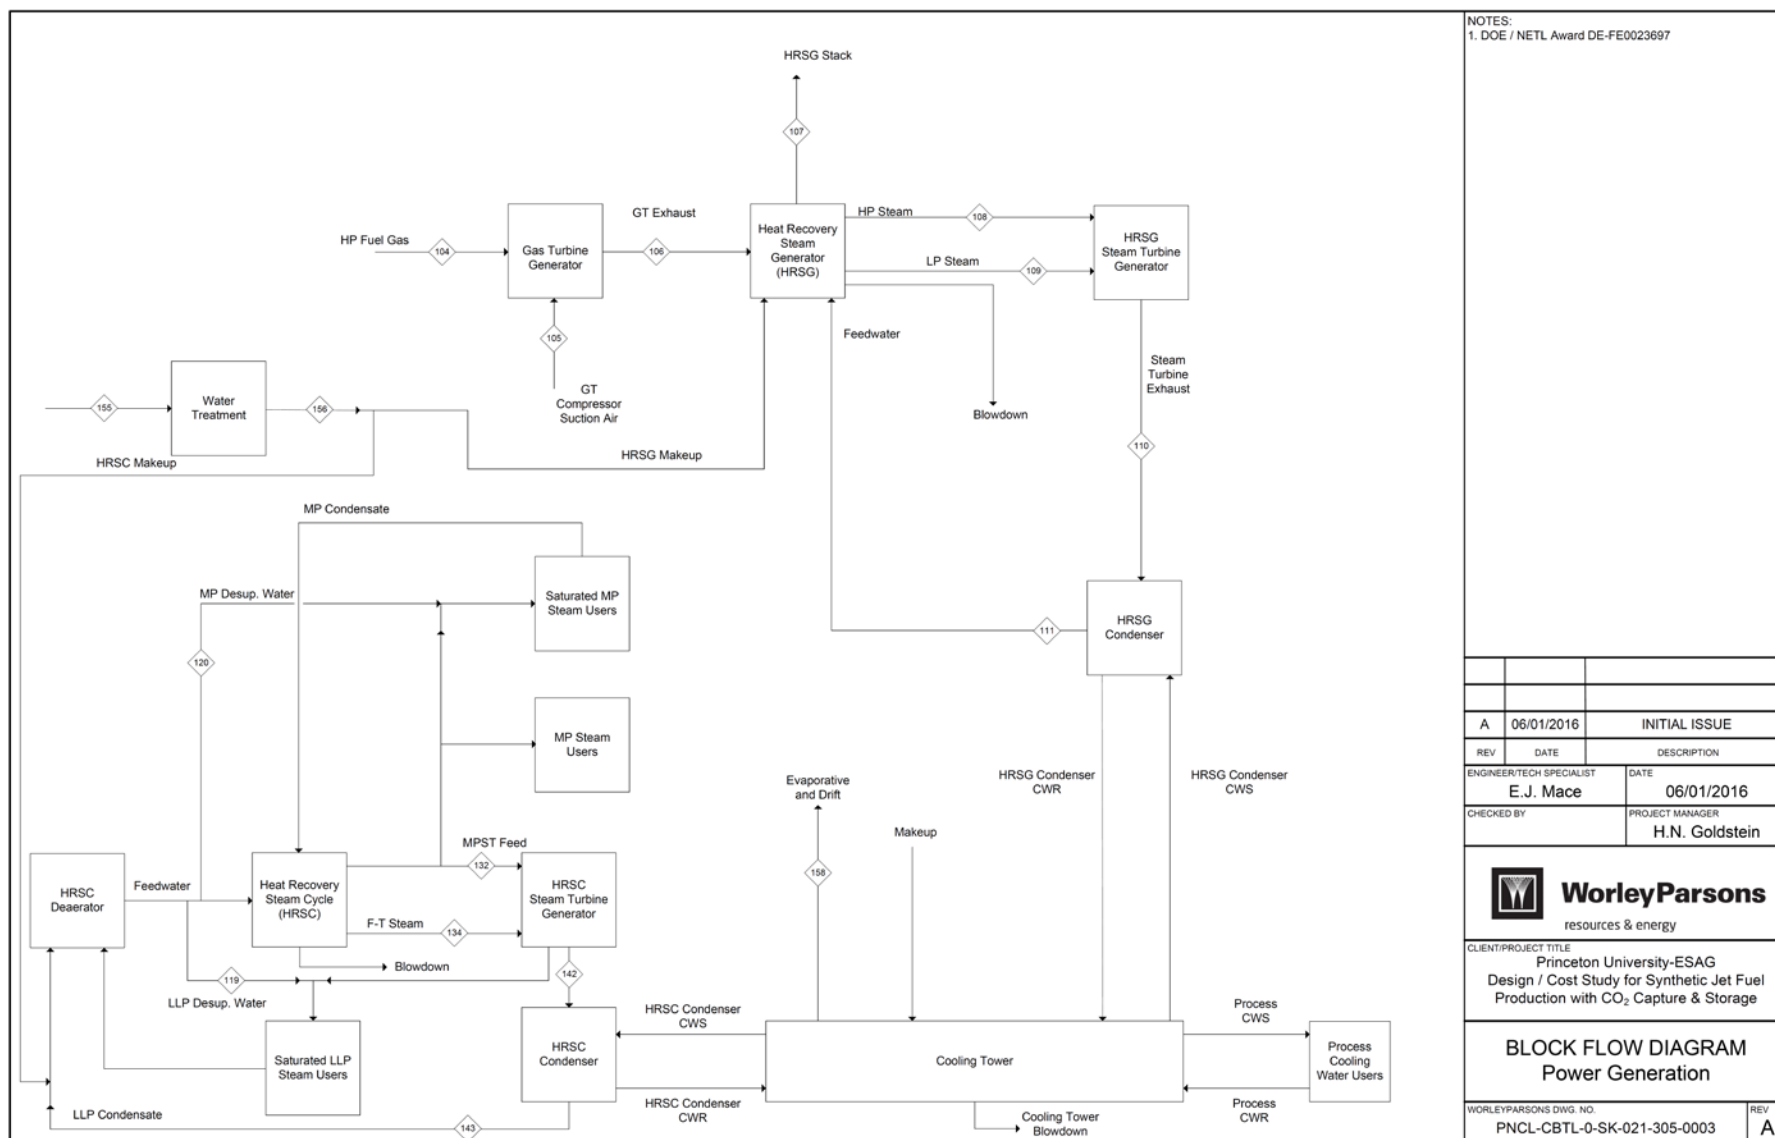 NOTES:
1. DOE / NETL Award DE-FE0023697
HRSG Stack
107
HP Fuel Gas
104
Gas Turbine
Generator
GT Exhaust
106
Heat Recovery
Steam
Generator
(HRSG)
HP Steam
108
LP Steam
109
HRSG
Steam Turbine
Generator
105
GT
Compressor
Suction Air
Feedwater
Blowdown
Steam
Turbine
Exhaust
110
155
Water
Treatment
156
HRSC Makeup
HRSG Makeup
MP Condensate
MP Desup. Water
Saturated MP
Steam Users
120
111
HRSG
Condenser
MP Steam
Users
Evaporative
and Drift
Makeup
HRSG Condenser
CWR
HRSG Condenser
CWS
158
HRSC
Deaerator
Feedwater
Heat Recovery
Steam Cycle
(HRSC)
MPST Feed
132
F-T Steam
134
HRSC
Steam Turbine
Generator
Blowdown
119
LLP Desup. Water
142
Saturated LLP
Steam Users
HRSC
Condenser
HRSC Condenser
CWS
HRSC Condenser
CWR
Cooling Tower
Process
CWS
Process
CWR
Process
Cooling
Water Users
LLP Condensate
143
Cooling Tower
Blowdown
A 06/01/2016 INITIAL ISSUE
REV DATE DESCRIPTION
ENGINEER/TECH SPECIALIST
E.J. Mace
DATE
06/01/2016
CHECKED BY
PROJECT MANAGER
H.N. Goldstein
WorleyParsons
resources & energy
CLIENT/PROJECT TITLE
Princeton University-ESAG
Design / Cost Study for Synthetic Jet Fuel
Production with CO₂ Capture & Storage
BLOCK FLOW DIAGRAM
Power Generation
WORLEYPARSONS DWG. NO.
PNCL-CBTL-0-SK-021-305-0003
REV
A